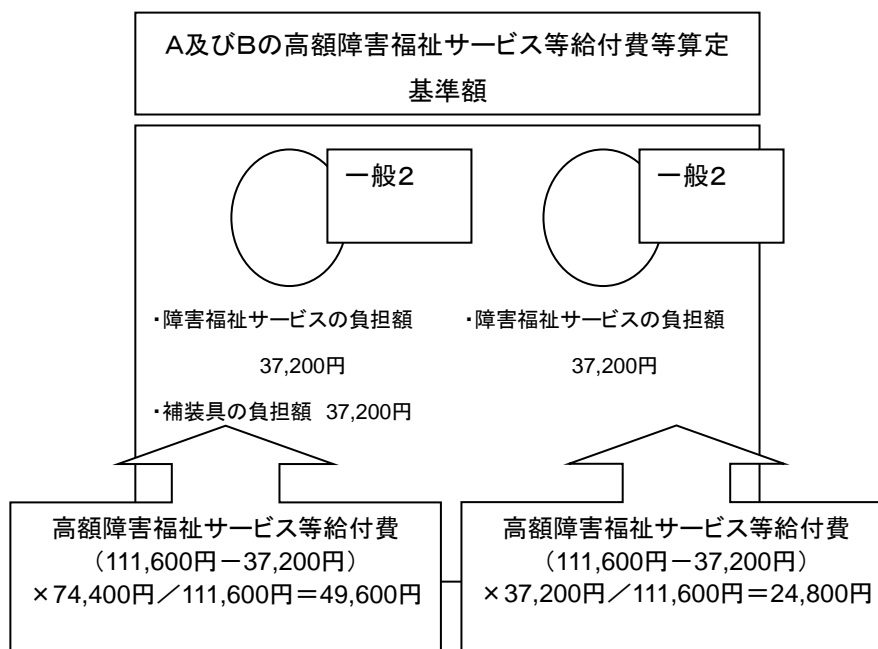 A及びBの高額障害福祉サービス等給付費等算定
基準額
一般2
一般2
・障害福祉サービスの負担額
37,200円
・補装具の負担額 37,200円
・障害福祉サービスの負担額
37,200円
高額障害福祉サービス等給付費
（111,600円－37,200円）
×74,400円／111,600円＝49,600円
高額障害福祉サービス等給付費
（111,600円－37,200円）
×37,200円／111,600円＝24,800円